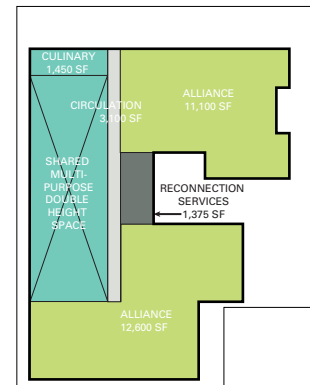 CULINARY
1,450 SF
CIRCULATION
3,100 SF
ALLIANCE
11,100 SF
SHARED
MULTI-
PURPOSE
DOUBLE
HEIGHT
SPACE
RECONNECTION
SERVICES
1,375 SF
ALLIANCE
12,600 SF